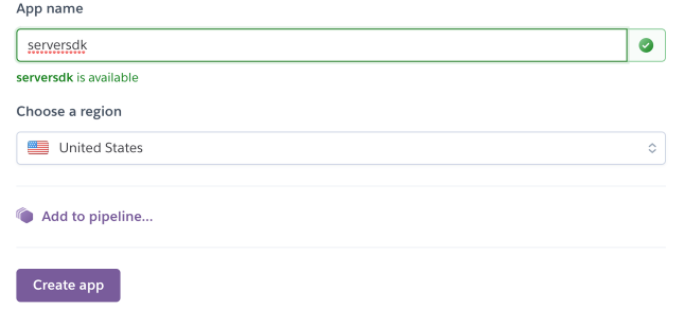 App name
serversdk
serversdk is available
Choose a region
United States
Add to pipeline...
Create app